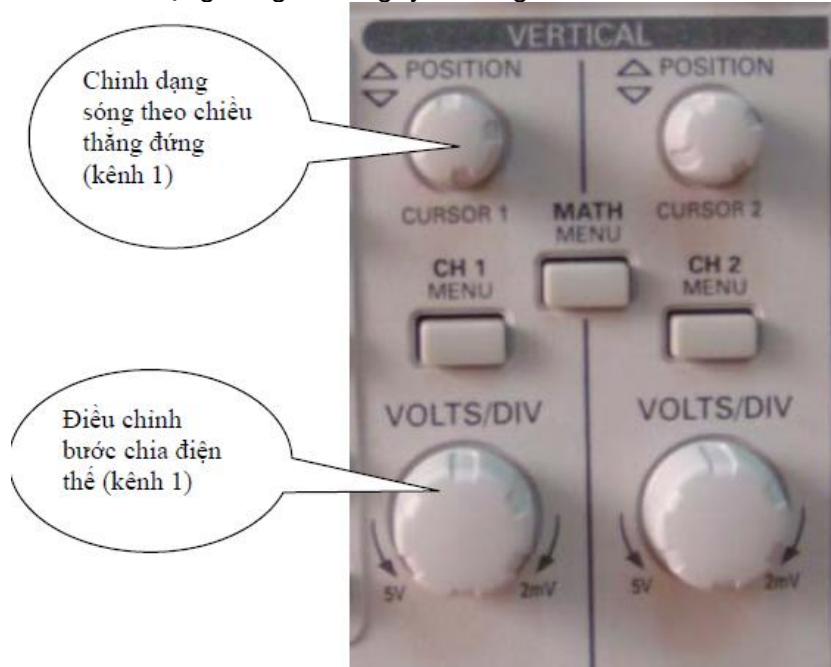 VERTICAL
Chỉnh dạng
sóng theo chiều
thẳng đứng
(kênh 1)
POSITION
POSITION
CURSOR 1
MATH
MENU
CURSOR 2
CH 1
MENU
CH 2
MENU
Điều chỉnh
bước chia điện
thế (kênh 1)
VOLTS/DIV
VOLTS/DIV
5V
2mV
5V
2mV